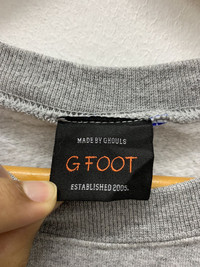 MADE BY GHOULS
G FOOT
ESTABLISHED 2005.